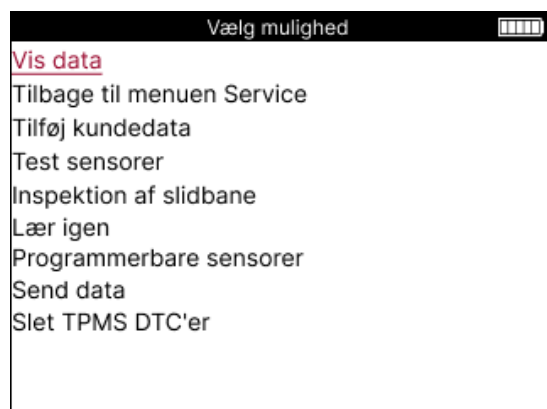 Vælg mulighed
Vis data
Tilbage til menuen Service
Tilføj kundedata
Test sensorer
Inspektion af slidbane
Lær igen
Programmerbare sensorer
Send data
Slet TPMS DTC'er